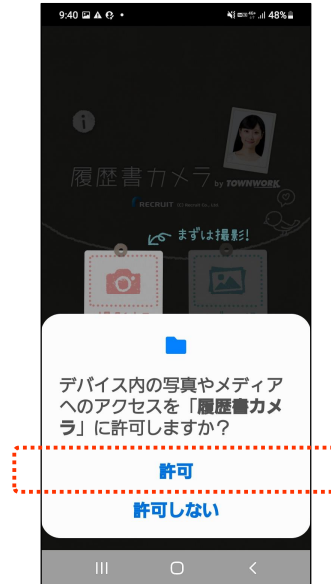 9:40
48%
履歴書カメラ by TOWNWORK
RECRUIT
まずは撮影!
デバイス内の写真やメディア
へのアクセスを「履歴書カメ
ラ」に許可しますか？
許可
許可しない